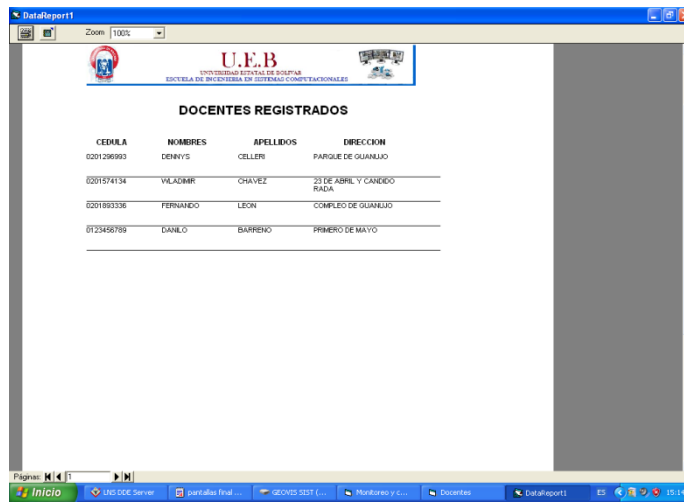 DataReport1
Zoom 100%
U.E.B
UNIVERSIDAD ESTATAL DE BOLIVAR
ESCUELA DE INGENIERIA EN SISTEMAS COMPUTACIONALES
DOCENTES REGISTRADOS
CEDULA NOMBRES APELLIDOS DIRECCION
0201296993 DENNYS CELLERI PARQUE DE GUANUJO
0201574134 WLADIMIR CHAVEZ 23 DE ABRIL Y CANDIDO
RADA
0201893336 FERNANDO LEON COMPLEO DE GUANUJO
0123456789 DANILO BARRENO PRIMERO DE MAYO
Páginas: 1
Inicio LNS DDE Server pantallas final ... GEOVIS SIST (... Monitoreo y c... Docentes DataReport1 ES